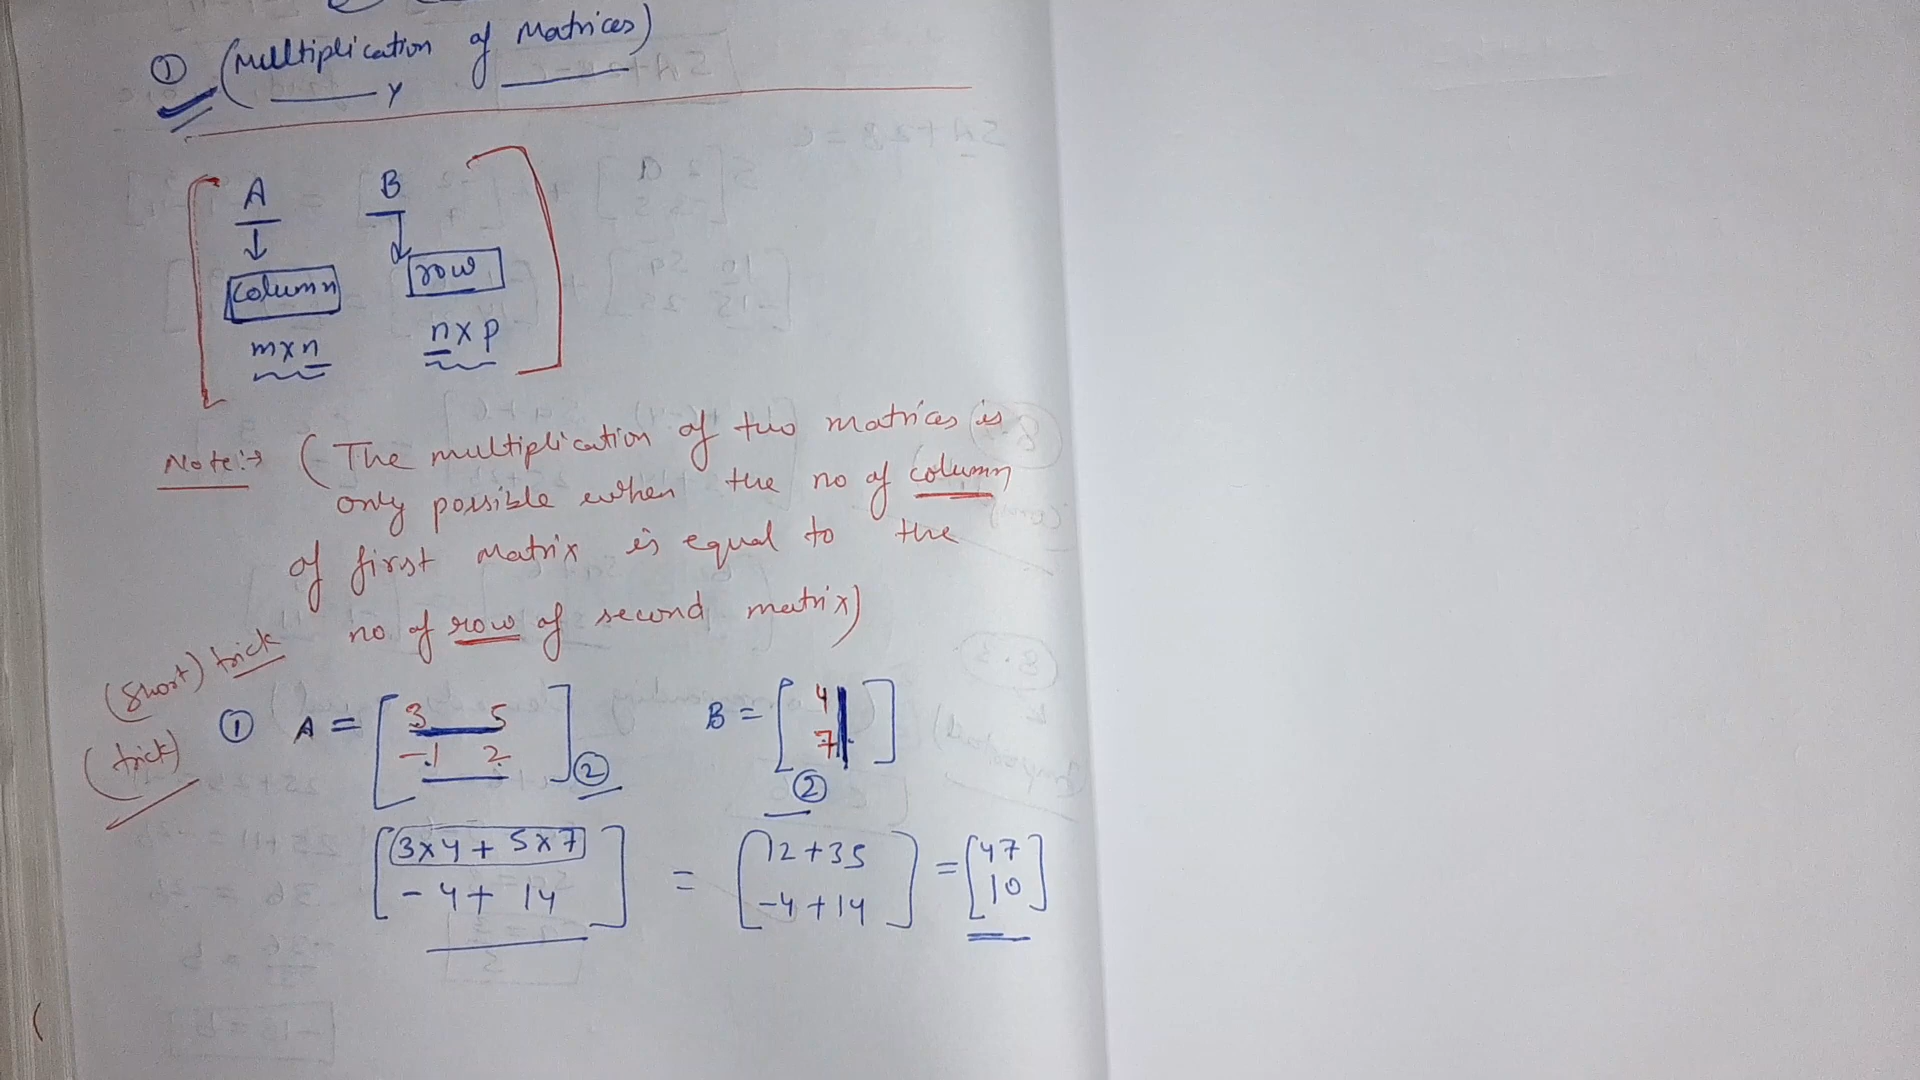 ① (Multiplication of Matrices)
A B
column row
m×n n×p
Note:→ (The multiplication of two matrices is
only possible when the no of column
of first matrix is equal to the
no of row of second matrix)
(short) trick
(trick)
① A = [3 5
-1 2] ② B = [4
7] ②
[3×4 + 5×7
-4 + 14] = [12+35
-4+14] = [47
10]